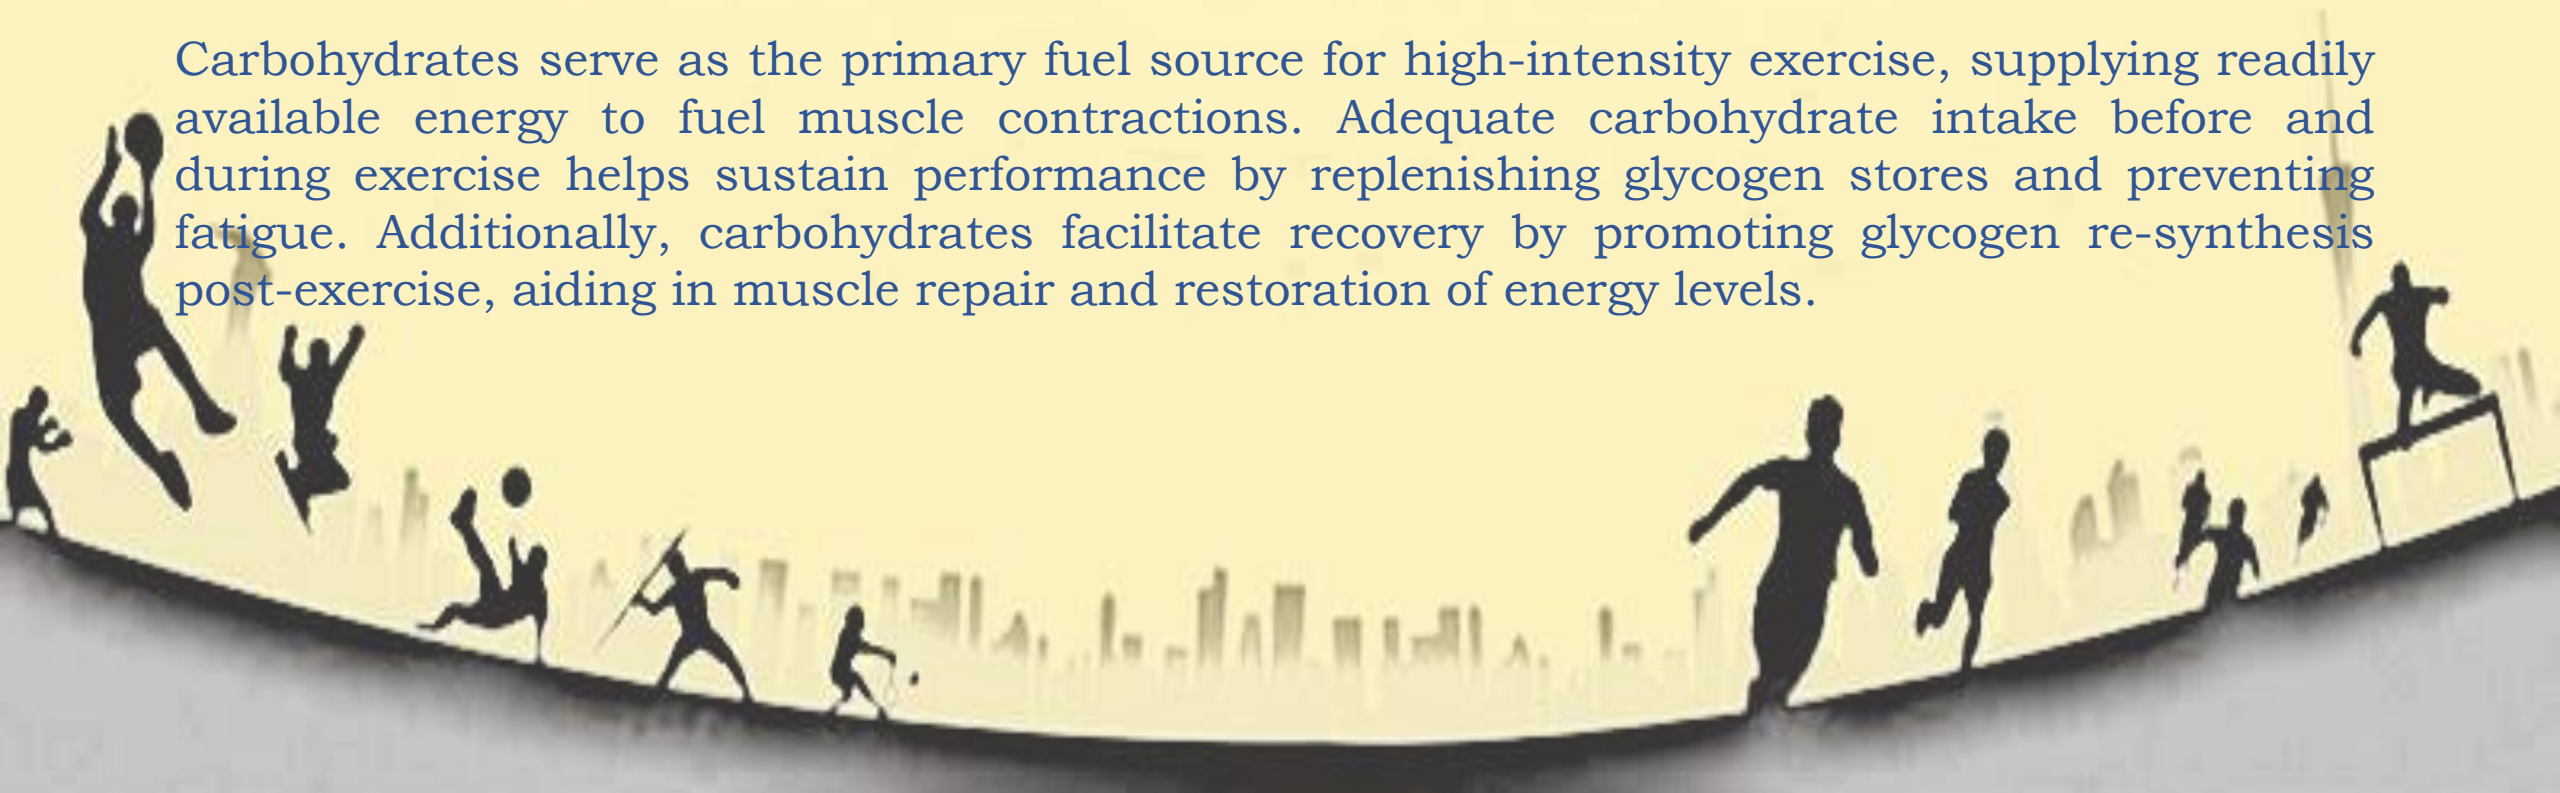 Carbohydrates serve as the primary fuel source for high-intensity exercise, supplying readily
available energy to fuel muscle contractions. Adequate carbohydrate intake before and
during exercise helps sustain performance by replenishing glycogen stores and preventing
fatigue. Additionally, carbohydrates facilitate recovery by promoting glycogen re-synthesis
post-exercise, aiding in muscle repair and restoration of energy levels.